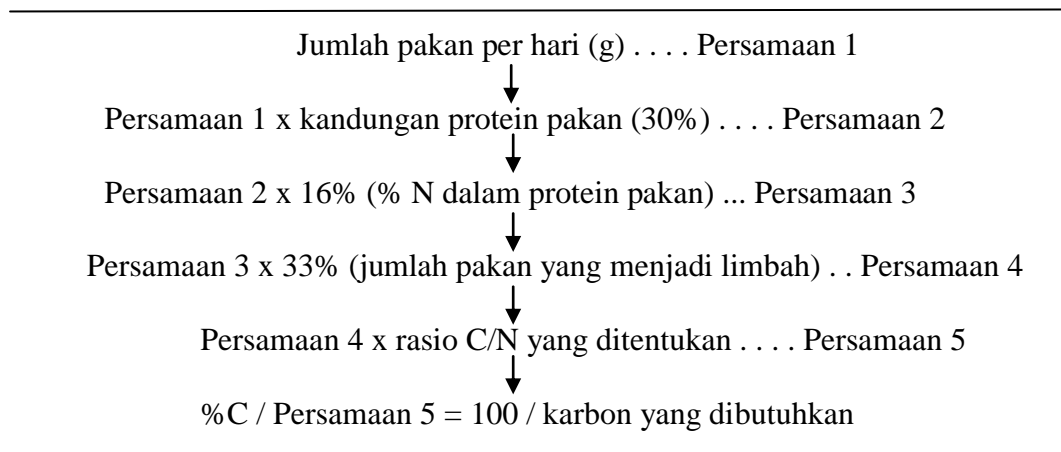 Jumlah pakan per hari (g) . . . . Persamaan 1
Persamaan 1 x kandungan protein pakan (30%) . . . . Persamaan 2
Persamaan 2 x 16% (% N dalam protein pakan) ... Persamaan 3
Persamaan 3 x 33% (jumlah pakan yang menjadi limbah) . . Persamaan 4
Persamaan 4 x rasio C/N yang ditentukan . . . . Persamaan 5
%C / Persamaan 5 = 100 / karbon yang dibutuhkan